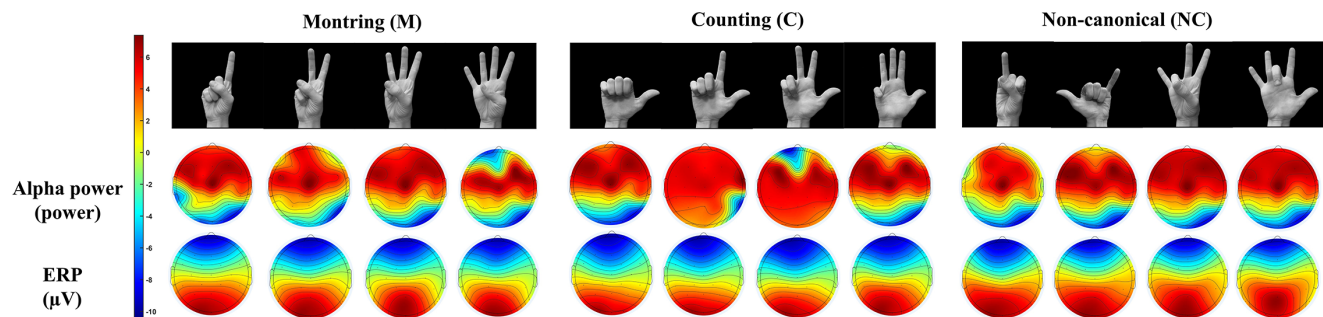 Montring (M)
Counting (C)
Non-canonical (NC)
6
4
2
0
-2
-4
-6
-8
-10
Alpha power
(power)
ERP
(µV)